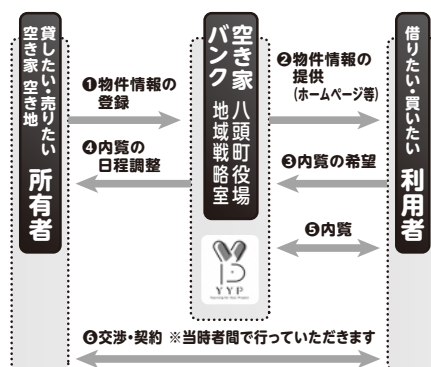 貸したい・売りたい
空き家 空き地
所有者
空き家
バンク
八頭町役場
地域戦略室
借りたい・買いたい
利用者
❶物件情報の
登録
❷物件情報の
提供
(ホームページ等)
❹内覧の
日程調整
❸内覧の希望
❺内覧
YYP
❻交渉・契約 ※当時者間で行っていただきます